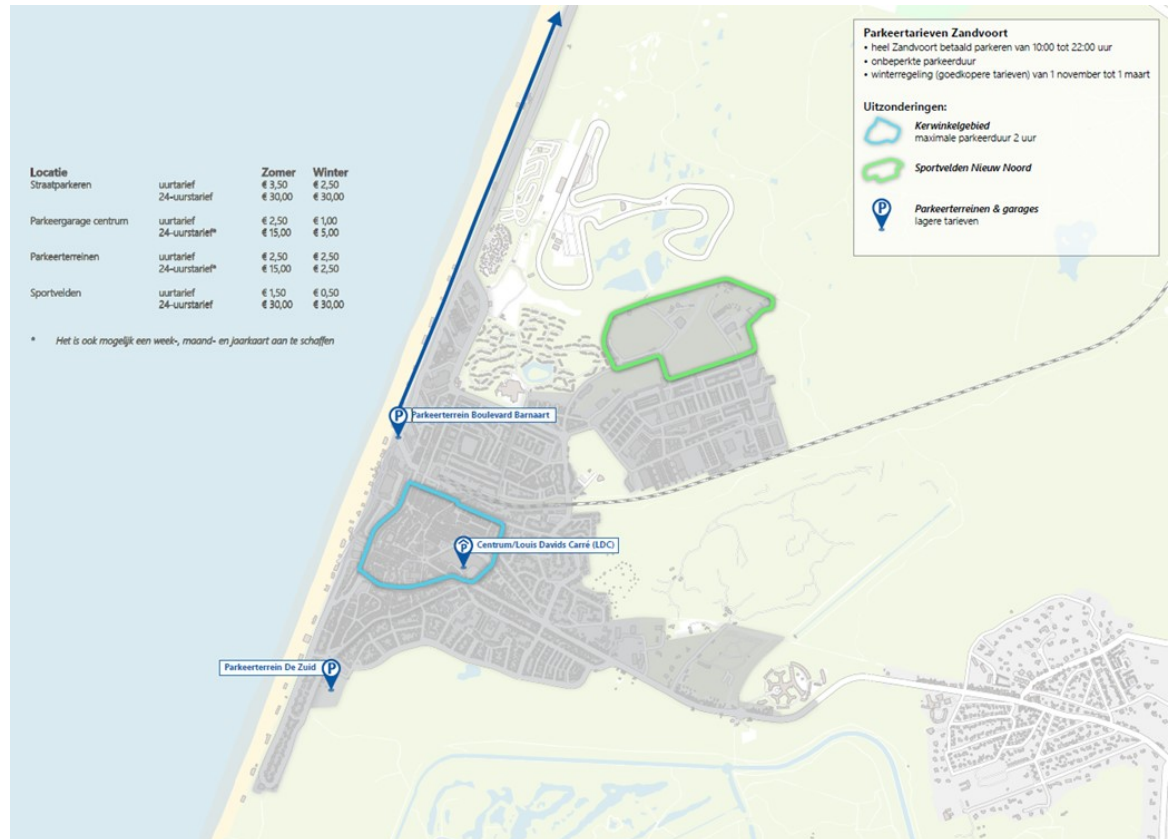 Parkeertarieven Zandvoort
• heel Zandvoort betaald parkeren van 10:00 tot 22:00 uur
• onbeperkte parkeerduur
• winterregeling (goedkopere tarieven) van 1 november tot 1 maart
Uitzonderingen:
Kerwinkelgebied
maximale parkeerduur 2 uur
Sportvelden Nieuw Noord
P Parkeerterreinen & garages
lagere tarieven
Locatie Zomer Winter
Straatparkeren uurtarief € 3,50 € 2,50
24-uurstarief € 30,00 € 30,00
Parkeergarage centrum uurtarief € 2,50 € 1,00
24-uurstarief* € 15,00 € 5,00
Parkeerterreinen uurtarief € 2,50 € 2,50
24-uurstarief* € 15,00 € 2,50
Sportvelden uurtarief € 1,50 € 0,50
24-uurstarief € 30,00 € 30,00
* Het is ook mogelijk een week-, maand- en jaarkaart aan te schaffen
P Parkeerterrein Boulevard Barnaart
P Centrum/Louis Davids Carré (LDC)
Parkeerterrein De Zuid P